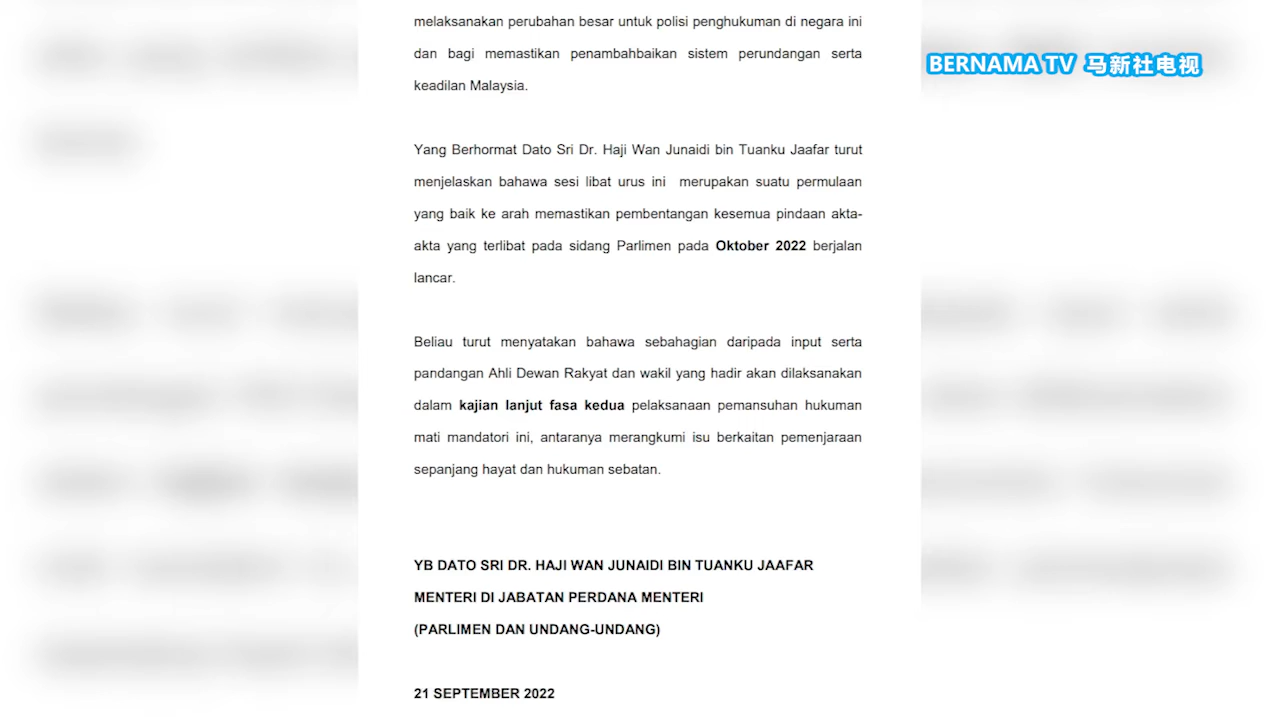 melaksanakan perubahan besar untuk polisi penghukuman di negara ini
dan bagi memastikan penambahbaikan sistem perundangan serta
keadilan Malaysia.
BERNAMA TV 马新社电视
Yang Berhormat Dato Sri Dr. Haji Wan Junaidi bin Tuanku Jaafar turut
menjelaskan bahawa sesi libat urus ini merupakan suatu permulaan
yang baik ke arah memastikan pembentangan kesemua pindaan akta-
akta yang terlibat pada sidang Parlimen pada Oktober 2022 berjalan
lancar.
Beliau turut menyatakan bahawa sebahagian daripada input serta
pandangan Ahli Dewan Rakyat dan wakil yang hadir akan dilaksanakan
dalam kajian lanjut fasa kedua pelaksanaan pemansuhan hukuman
mati mandatori ini, antaranya merangkumi isu berkaitan pemenjaraan
sepanjang hayat dan hukuman sebatan.
YB DATO SRI DR. HAJI WAN JUNAIDI BIN TUANKU JAAFAR
MENTERI DI JABATAN PERDANA MENTERI
(PARLIMEN DAN UNDANG-UNDANG)
21 SEPTEMBER 2022